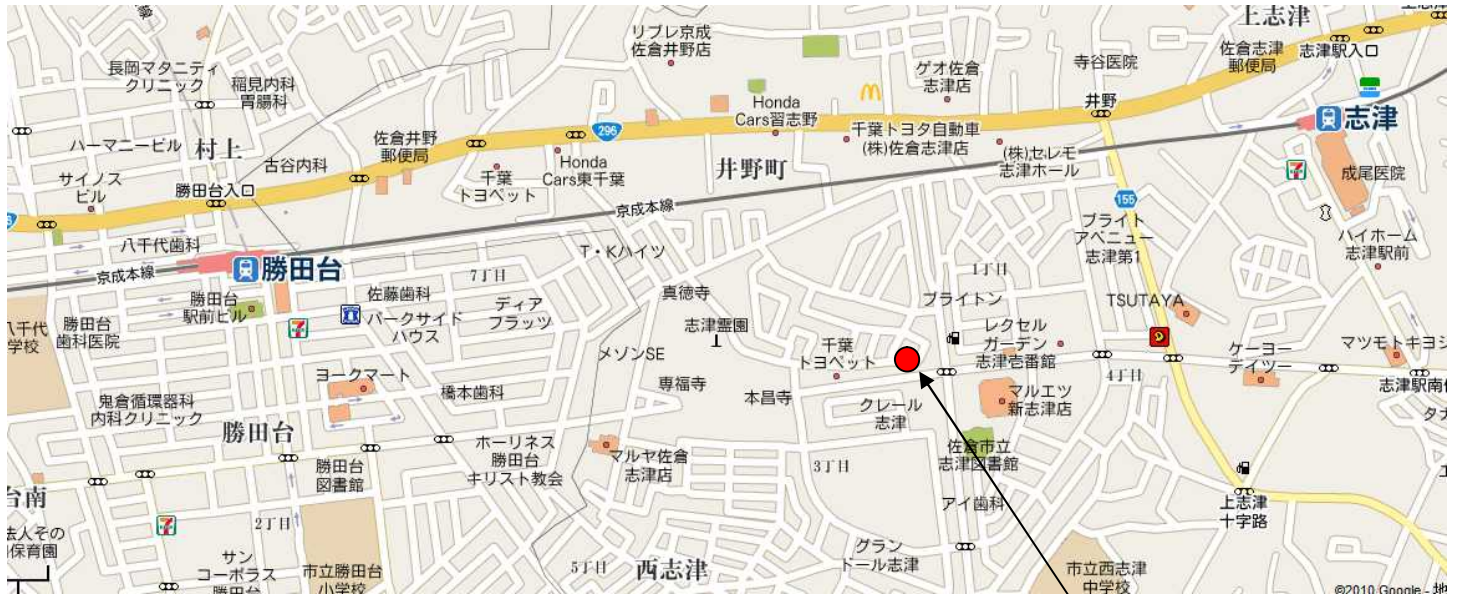 上志津
リブレ京成
佐倉井野店
長岡マタニティ
クリニック
稲見内科
胃腸科
ゲオ佐倉
志津店
寺谷医院
佐倉志津
郵便局
志津駅入口
Honda
Cars習志野
井野
296
佐倉井野
郵便局
千葉トヨタ自動車
(株)佐倉志津店
志津
ハーマニービル
村上
古谷内科
Honda
Cars東千葉
千葉
トヨペット
井野町
(株)セレモ
志津ホール
成尾医院
サイノス
ビル
勝田台入口
京成本線
155
ブライト
アベニュー
志津第1
ハイホーム
志津駅前
八千代歯科
T・Kハイツ
京成本線
勝田台
7丁目
1丁目
佐藤歯科
ディア
フラッツ
真徳寺
ブライトン
TSUTAYA
勝田台
駅前ビル
パークサイド
ハウス
志津霊園
レクセル
ガーデン
志津壱番館
八千代
学校
勝田台
歯科医院
メゾンSE
千葉
トヨペット
ケーヨー
デイツー
マツモトキヨシ
ヨークマート
専福寺
4丁目
志津駅南
橋本歯科
本昌寺
クレール
志津
マルエツ
新志津店
鬼倉循環器科
内科クリニック
勝田台
ホーリネス
勝田台
キリスト教会
マルヤ佐倉
志津店
佐倉市立
志津図書館
勝田台
図書館
3丁目
台南
アイ歯科
上志津
十字路
2丁目
法人その
保育園
サン
コーポラス
勝田台
市立勝田台
小学校
5丁目
西志津
グラン
ドール志津
市立西志津
中学校
©2010 Google - 地